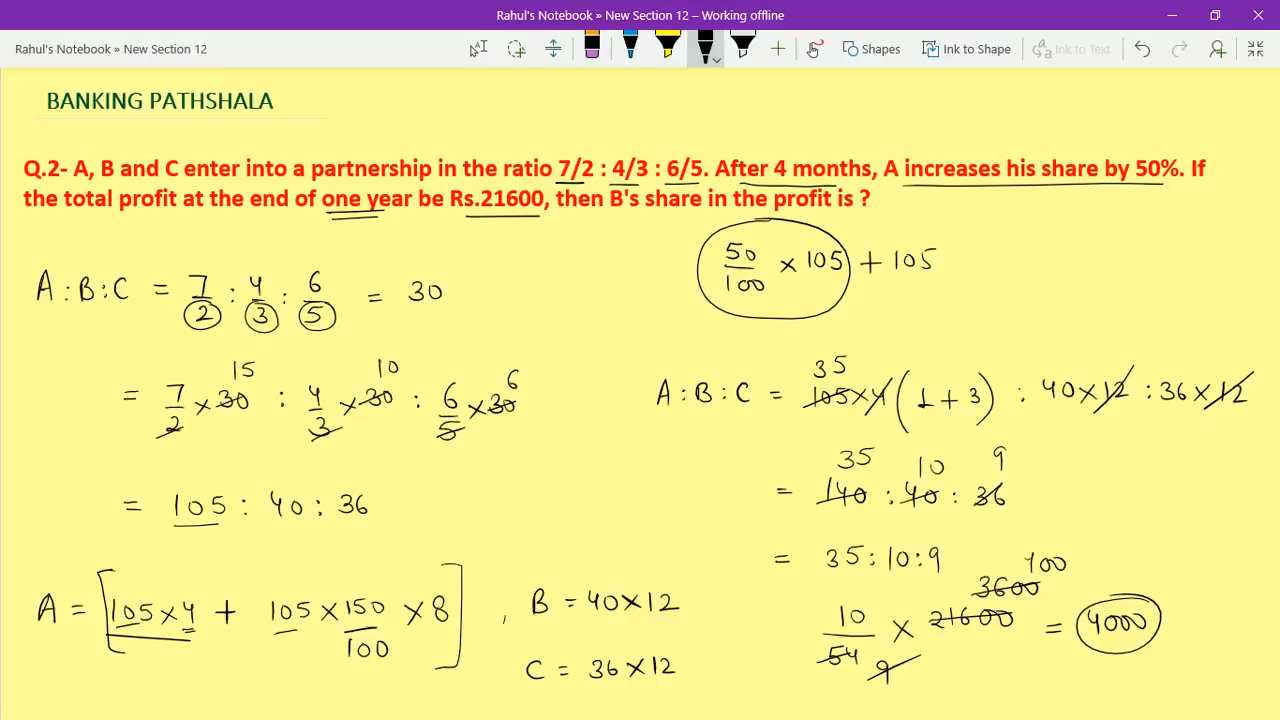 Rahul's Notebook » New Section 12 – Working offline
Rahul's Notebook » New Section 12
Shapes
Ink to Shape
Ink to Text
BANKING PATHSHALA
Q.2- A, B and C enter into a partnership in the ratio 7/2 : 4/3 : 6/5. After 4 months, A increases his share by 50%. If
the total profit at the end of one year be Rs.21600, then B's share in the profit is ?
50/100 × 105 + 105
A : B : C = 7/2 : 4/3 : 6/5 = 30
15 10 6
= 7/2 × 30 : 4/3 × 30 : 6/5 × 30
= 105 : 40 : 36
A = [105 × 4 + 105 × 150/100 × 8] , B = 40 × 12
C = 36 × 12
35
A : B : C = 105 × 4 (1 + 3) : 40 × 12 : 36 × 12
35 10 9
= 140 : 40 : 36
= 35 : 10 : 9
400
3600
10/54 × 21600 = 4000
9